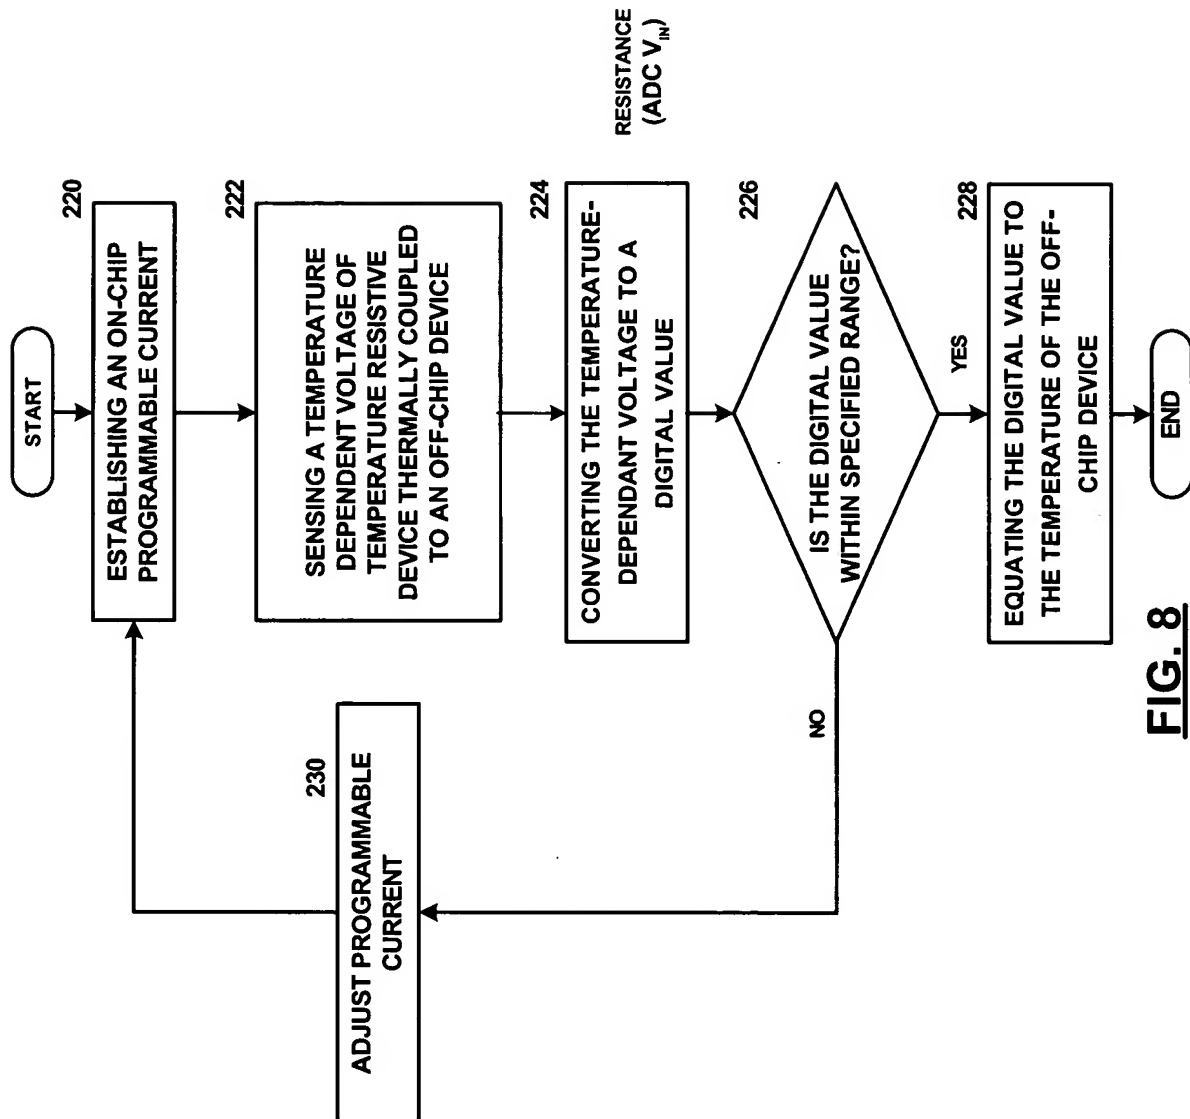 START
220
ESTABLISHING AN ON-CHIP
PROGRAMMABLE CURRENT
222
SENSING A TEMPERATURE
DEPENDENT VOLTAGE OF
TEMPERATURE RESISTIVE
DEVICE THERMALLY COUPLED
TO AN OFF-CHIP DEVICE
224
CONVERTING THE TEMPERATURE-
DEPENDANT VOLTAGE TO A
DIGITAL VALUE
RESISTANCE
(ADC VIN)
226
IS THE DIGITAL VALUE
WITHIN SPECIFIED RANGE?
YES
NO
228
EQUATING THE DIGITAL VALUE TO
THE TEMPERATURE OF THE OFF-
CHIP DEVICE
END
230
ADJUST PROGRAMMABLE
CURRENT
FIG. 8